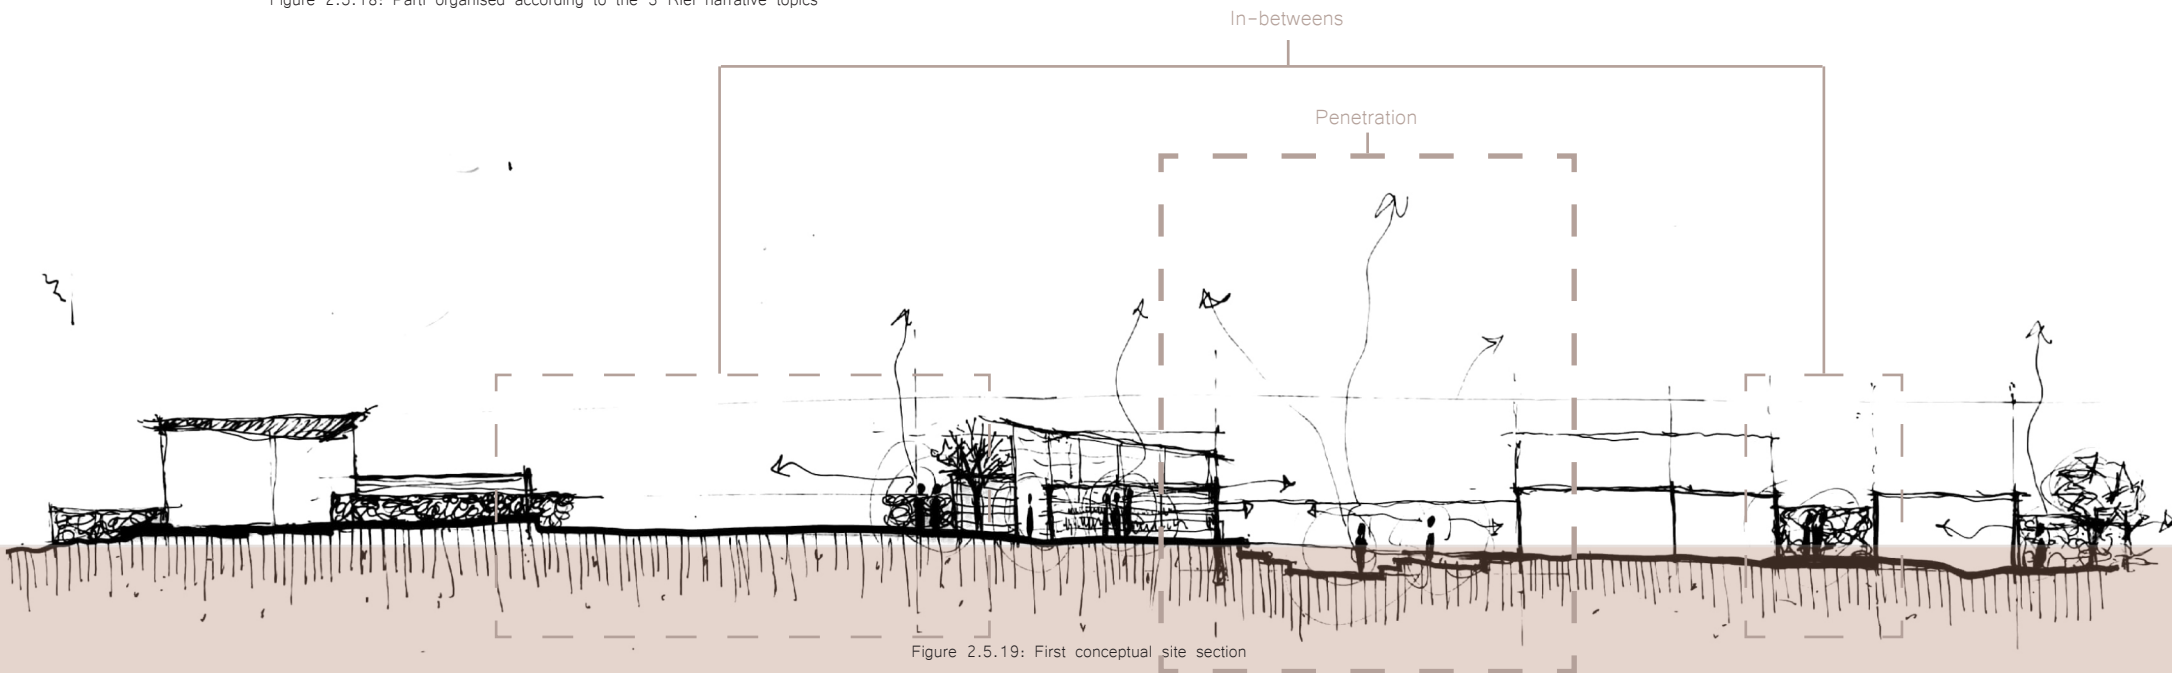 Figure 2.5.18: Parti organised according to the 3 Riel narrative topics
In-betweens
Penetration
Figure 2.5.19: First conceptual site section